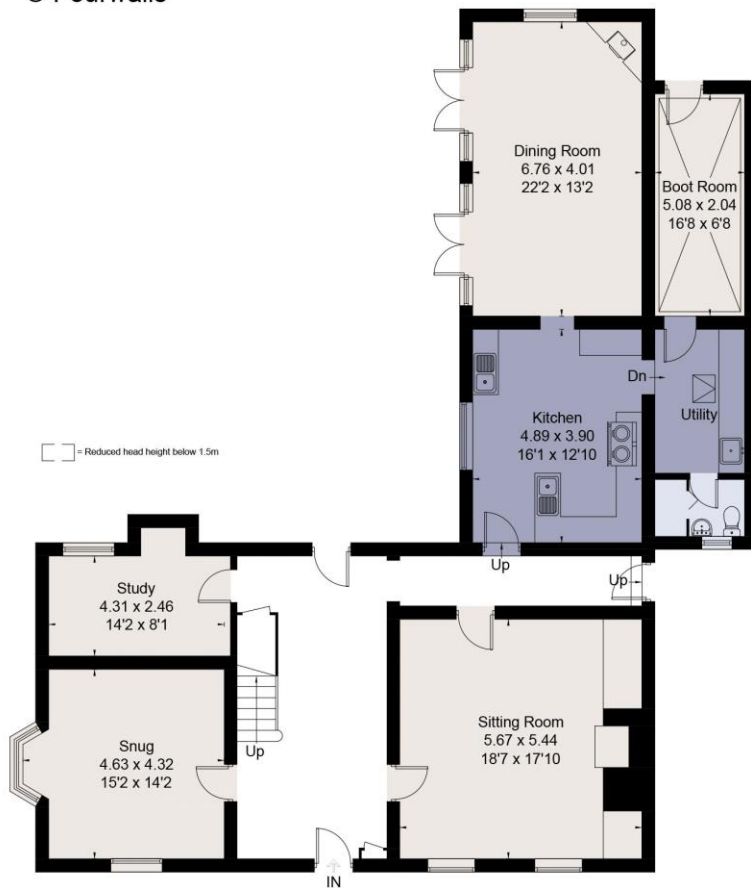 Dining Room
6.76 x 4.01
22'2 x 13'2
Boot Room
5.08 x 2.04
16'8 x 6'8
Dn
Utility
Kitchen
4.89 x 3.90
16'1 x 12'10
= Reduced head height below 1.5m
Up
Up
Study
4.31 x 2.46
14'2 x 8'1
Up
Snug
4.63 x 4.32
15'2 x 14'2
Sitting Room
5.67 x 5.44
18'7 x 17'10
IN